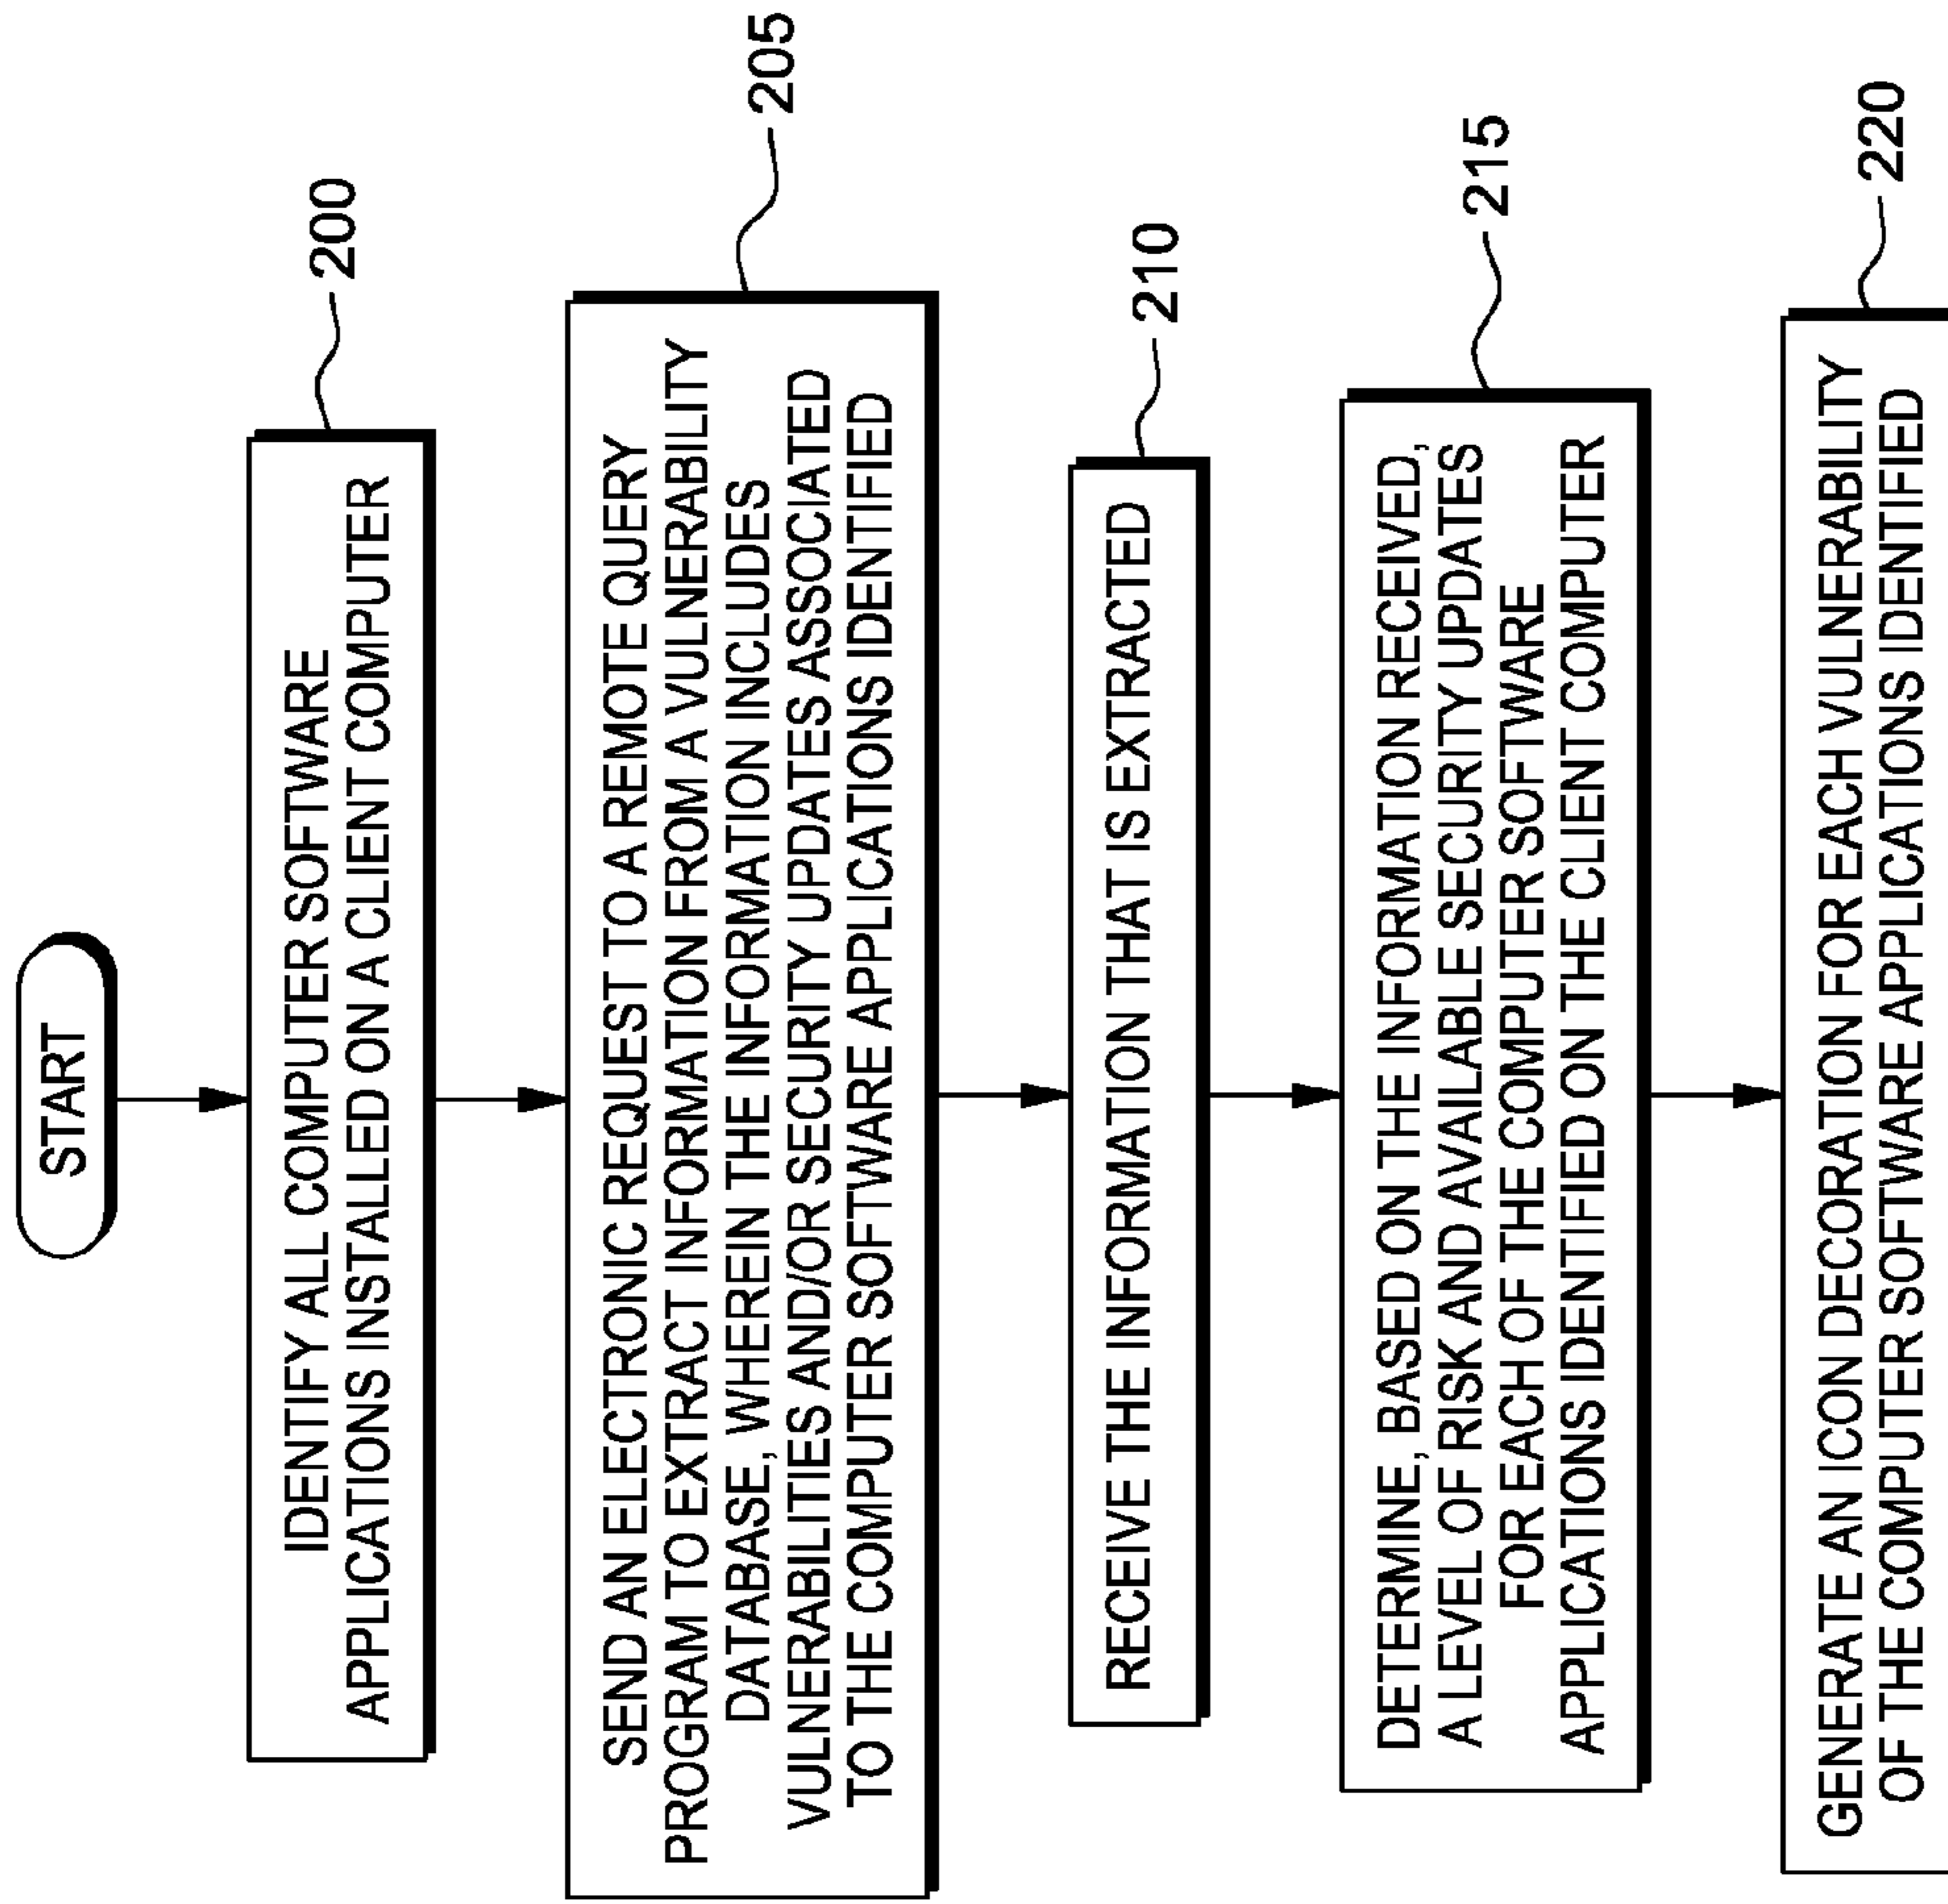 START
IDENTIFY ALL COMPUTER SOFTWARE
APPLICATIONS INSTALLED ON A CLIENT COMPUTER
200
SEND AN ELECTRONIC REQUEST TO A REMOTE QUERY
PROGRAM TO EXTRACT INFORMATION FROM A VULNERABILITY
DATABASE, WHEREIN THE INFORMATION INCLUDES
VULNERABILITIES AND/OR SECURITY UPDATES ASSOCIATED
TO THE COMPUTER SOFTWARE APPLICATIONS IDENTIFIED
205
RECEIVE THE INFORMATION THAT IS EXTRACTED
210
DETERMINE, BASED ON THE INFORMATION RECEIVED,
A LEVEL OF RISK AND AVAILABLE SECURITY UPDATES
FOR EACH OF THE COMPUTER SOFTWARE
APPLICATIONS IDENTIFIED ON THE CLIENT COMPUTER
215
GENERATE AN ICON DECORATION FOR EACH VULNERABILITY
OF THE COMPUTER SOFTWARE APPLICATIONS IDENTIFIED
220